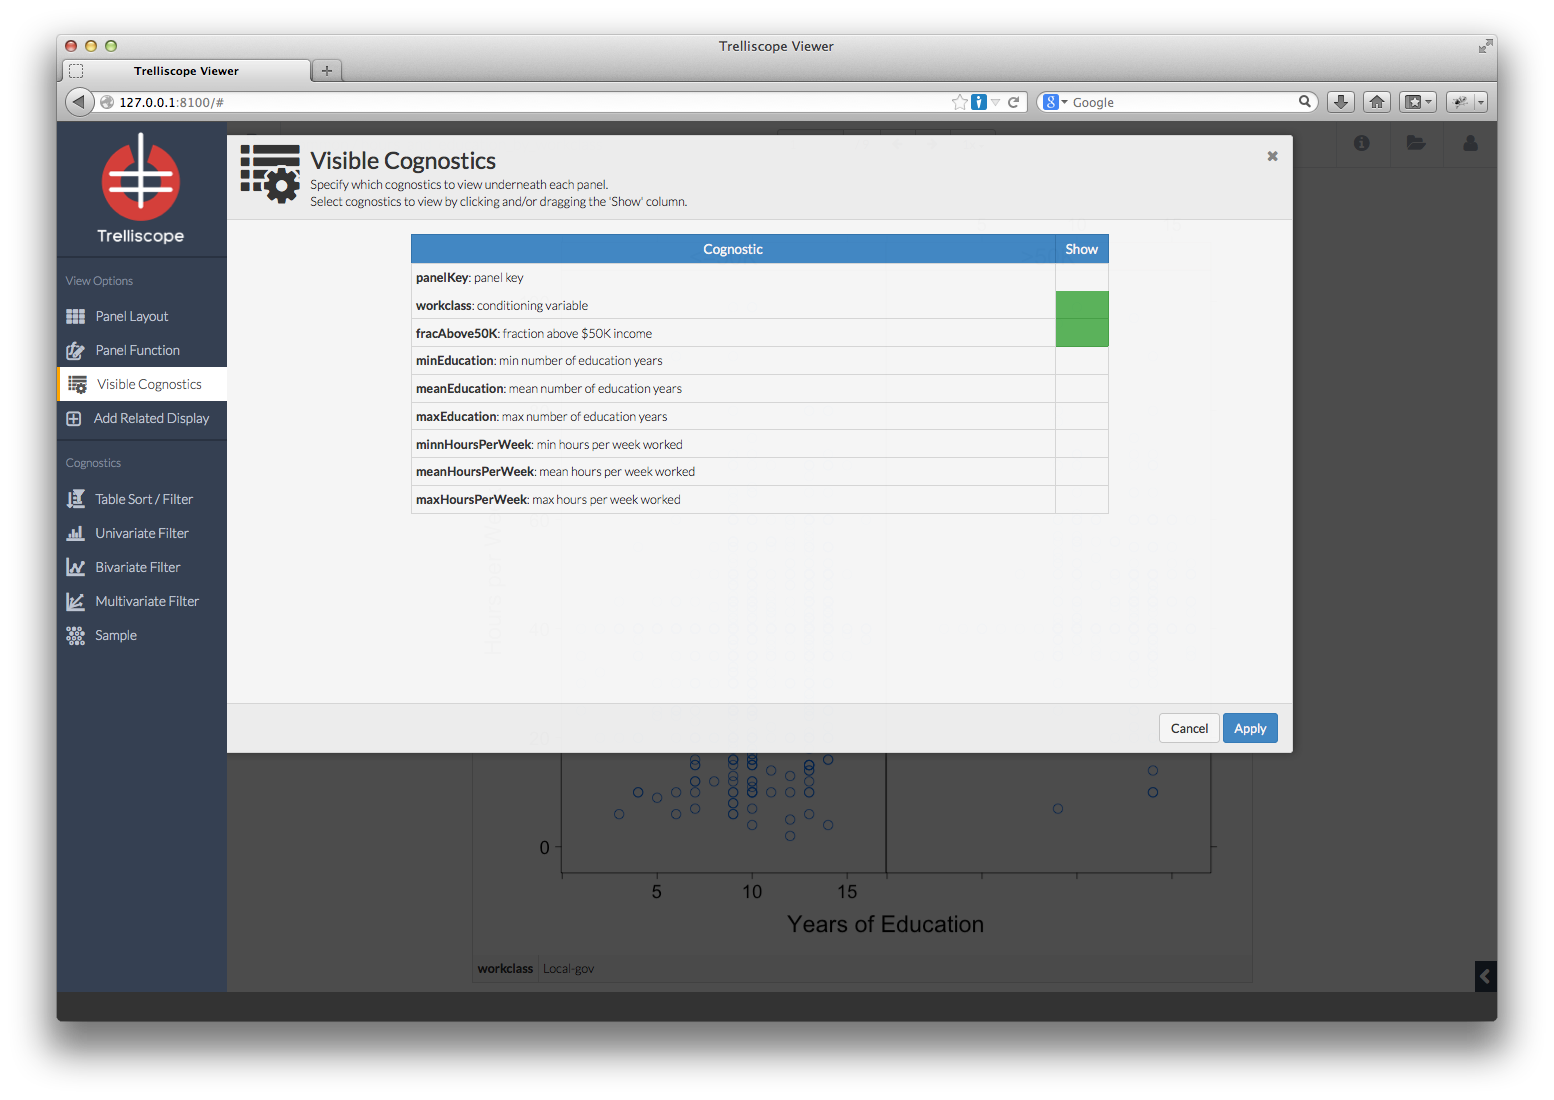 Trelliscope Viewer
Trelliscope Viewer
127.0.0.1:8100/#
Google
Trelliscope
View Options
Panel Layout
Panel Function
Visible Cognostics
Add Related Display
Cognostics
Table Sort / Filter
Univariate Filter
Bivariate Filter
Multivariate Filter
Sample
Visible Cognostics
Specify which cognostics to view underneath each panel.
Select cognostics to view by clicking and/or dragging the 'Show' column.
Cognostic Show
panelKey: panel key
workclass: conditioning variable
fracAbove50K: fraction above $50K income
minEducation: min number of education years
meanEducation: mean number of education years
maxEducation: max number of education years
minnHoursPerWeek: min hours per week worked
meanHoursPerWeek: mean hours per week worked
maxHoursPerWeek: max hours per week worked
Cancel Apply
0
5 10 15
Years of Education
workclass Local-gov